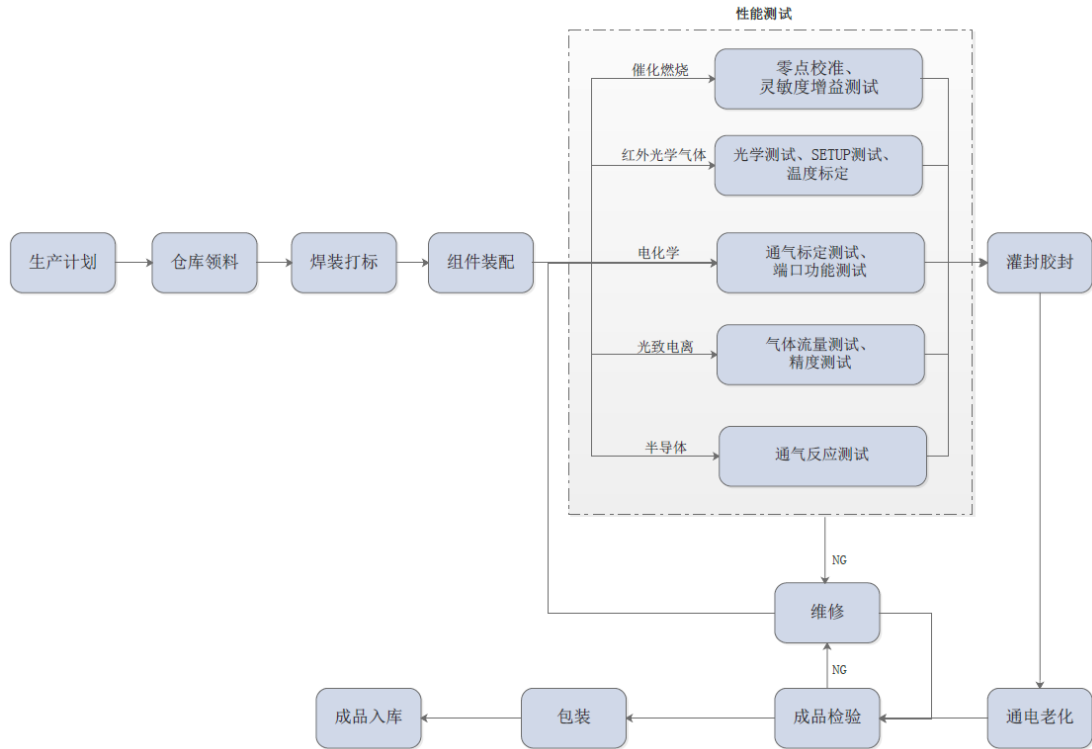 性能测试
催化燃烧
零点校准、
灵敏度增益测试
红外光学气体
光学测试、SETUP测试、
温度标定
生产计划
仓库领料
焊装打标
组件装配
电化学
通气标定测试、
端口功能测试
灌封胶封
光致电离
气体流量测试、
精度测试
半导体
通气反应测试
NG
维修
NG
成品入库
包装
成品检验
通电老化